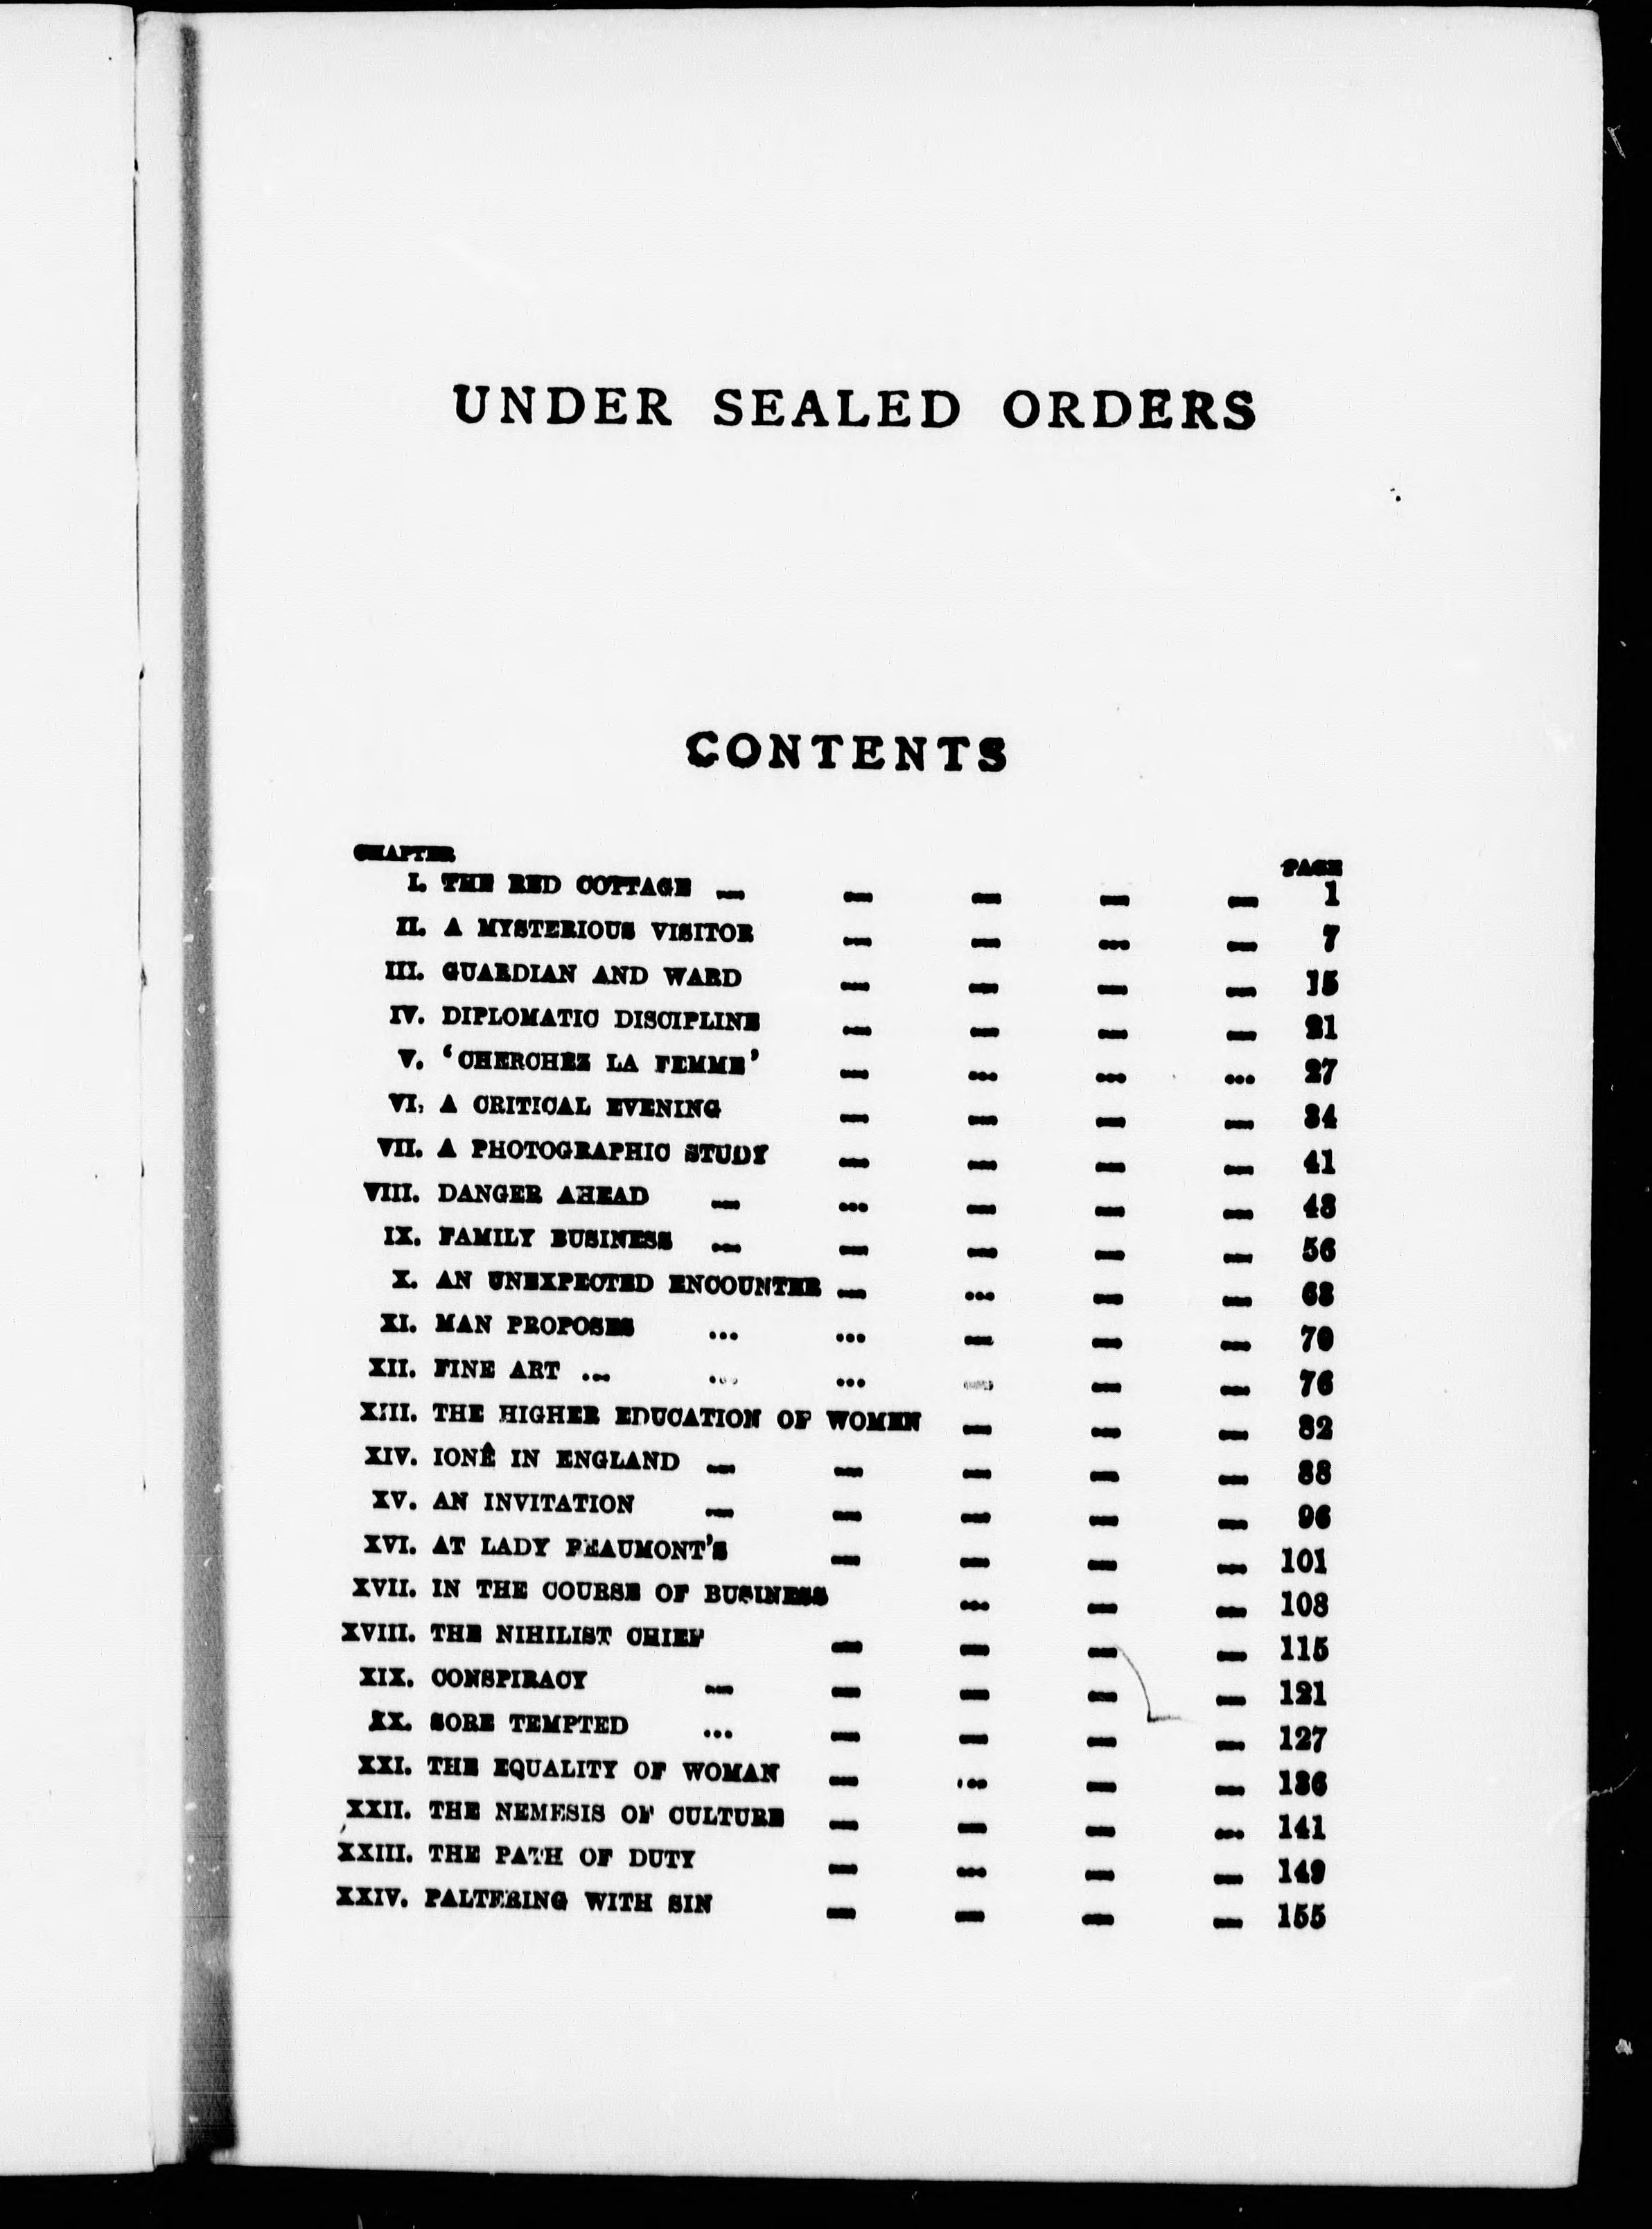 UNDER SEALED ORDERS
CONTENTS
CHAPTER PAGE
I. THE RED COTTAGE ... ... ... ... ... 1
II. A MYSTERIOUS VISITOR ... ... ... ... 7
III. GUARDIAN AND WARD ... ... ... ... 15
IV. DIPLOMATIC DISCIPLINE ... ... ... ... 21
V. ‘CHERCHEZ LA FEMME’ ... ... ... ... 27
VI. A CRITICAL EVENING ... ... ... ... 34
VII. A PHOTOGRAPHIC STUDY ... ... ... ... 41
VIII. DANGER AHEAD ... ... ... ... ... 48
IX. FAMILY BUSINESS ... ... ... ... ... 56
X. AN UNEXPECTED ENCOUNTER ... ... ... ... 63
XI. MAN PROPOSES ... ... ... ... ... 70
XII. FINE ART ... ... ... ... ... ... 76
XIII. THE HIGHER EDUCATION OF WOMEN ... ... ... 82
XIV. IONÊ IN ENGLAND ... ... ... ... ... 88
XV. AN INVITATION ... ... ... ... ... 96
XVI. AT LADY BEAUMONT’S ... ... ... ... 101
XVII. IN THE COURSE OF BUSINESS ... ... ... 108
XVIII. THE NIHILIST CHIEF ... ... ... ... 115
XIX. CONSPIRACY ... ... ... ... ... 121
XX. SORE TEMPTED ... ... ... ... ... 127
XXI. THE EQUALITY OF WOMAN ... ... ... ... 136
XXII. THE NEMESIS OF CULTURE ... ... ... ... 141
XXIII. THE PATH OF DUTY ... ... ... ... 149
XXIV. PALTERING WITH SIN ... ... ... ... 155